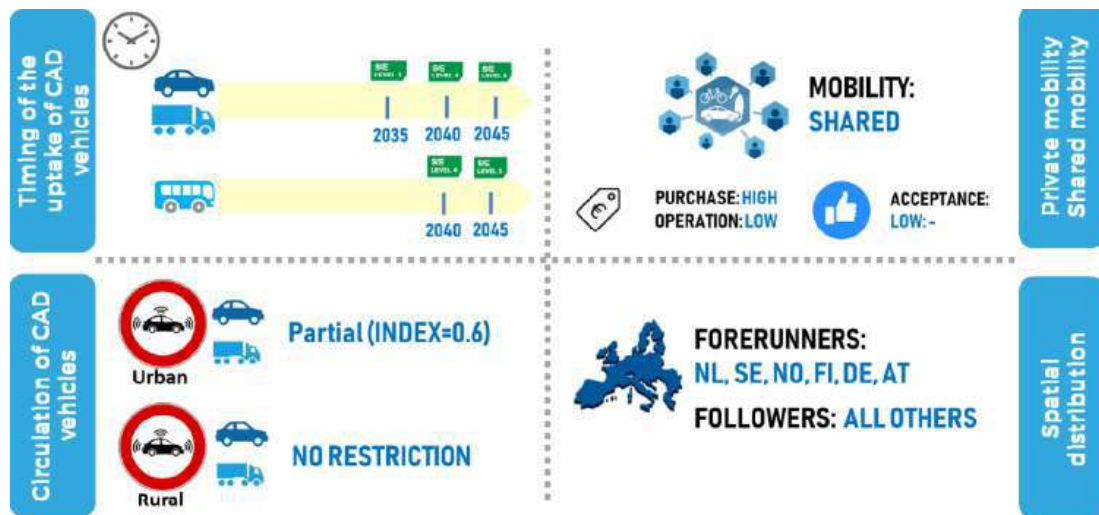 Timing of the
uptake of CAD
vehicles
2035
2040
2045
2040
2045
MOBILITY:
SHARED
PURCHASE: HIGH
OPERATION: LOW
ACCEPTANCE:
LOW: -
Private mobility
Shared mobility
Circulation of CAD
vehicles
Urban
Partial (INDEX=0.6)
Rural
NO RESTRICTION
FORERUNNERS:
NL, SE, NO, FI, DE, AT
FOLLOWERS: ALL OTHERS
Spatial
distribution